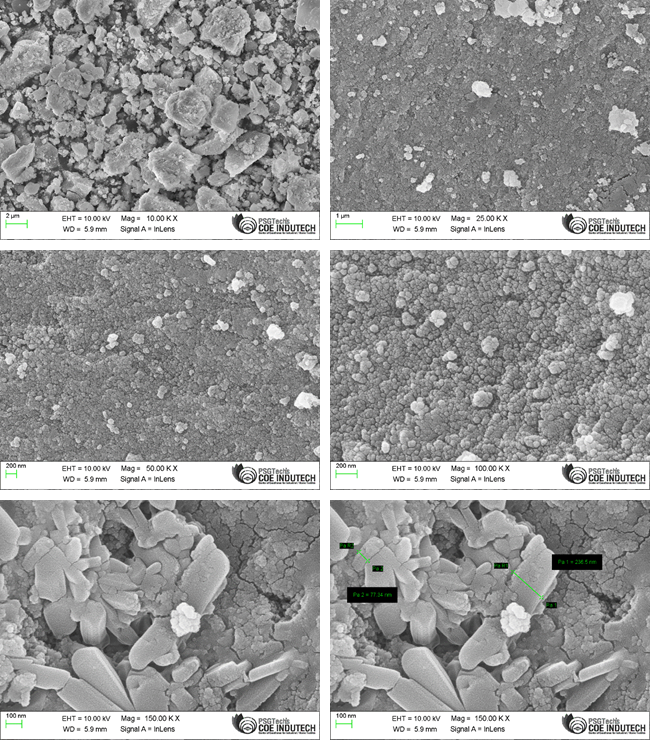 2 µm
EHT = 10.00 kV Mag = 10.00 K X
WD = 5.9 mm Signal A = InLens
PSGTech's
COE INDUTECH
1 µm
EHT = 10.00 kV Mag = 25.00 K X
WD = 5.9 mm Signal A = InLens
PSGTech's
COE INDUTECH
200 nm
EHT = 10.00 kV Mag = 50.00 K X
WD = 5.9 mm Signal A = InLens
PSGTech's
COE INDUTECH
200 nm
EHT = 10.00 kV Mag = 100.00 K X
WD = 5.9 mm Signal A = InLens
PSGTech's
COE INDUTECH
100 nm
EHT = 10.00 kV Mag = 150.00 K X
WD = 5.9 mm Signal A = InLens
PSGTech's
COE INDUTECH
Pa 2 = 77.34 nm
100 nm
EHT = 10.00 kV Mag = 150.00 K X
WD = 5.9 mm Signal A = InLens
PSGTech's
COE INDUTECH